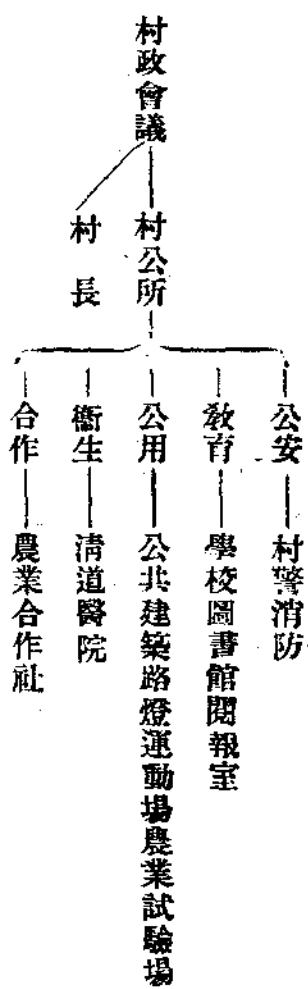 村政會議
村公所
村長
公安
村警消防
教育
學校圖書館閱報室
公用
公共建築路燈運動場農業試驗場
衞生
淸道醫院
合作
農業合作社